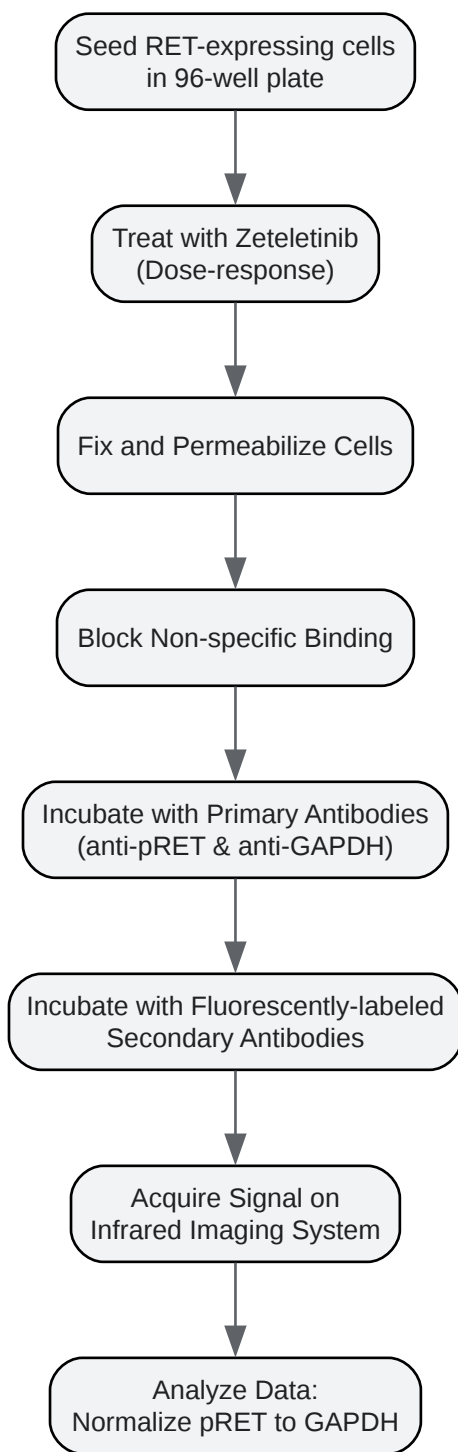 Seed RET-expressing cells
in 96-well plate
Treat with Zeteletinib
(Dose-response)
Fix and Permeabilize Cells
Block Non-specific Binding
Incubate with Primary Antibodies
(anti-pRET & anti-GAPDH)
Incubate with Fluorescently-labeled
Secondary Antibodies
Acquire Signal on
Infrared Imaging System
Analyze Data:
Normalize pRET to GAPDH